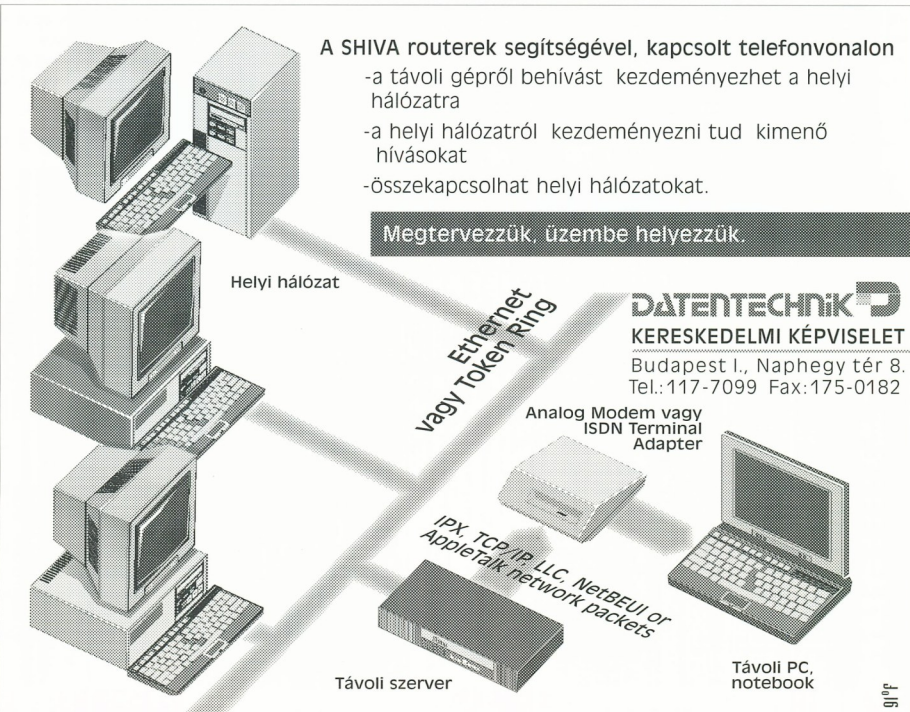 A SHIVA routerek segítségével, kapcsolt telefonvonalon
-a távoli gépről behívást kezdeményezhet a helyi
hálózatra
-a helyi hálózatról kezdeményezni tud kimenő
hívásokat
-összekapcsolhat helyi hálózatokat.
Megtervezzük, üzembe helyezzük.
Helyi hálózat
Ethernet
vagy Token Ring
DATENTECHNIK
KERESKEDELMI KÉPVISELET
Budapest I., Naphegy tér 8.
Tel.:117-7099 Fax:175-0182
Analog Modem vagy
ISDN Terminal
Adapter
IPX, TCP/IP, LLC, NetBEUI or
AppleTalk network packets
Távoli szerver
Távoli PC,
notebook